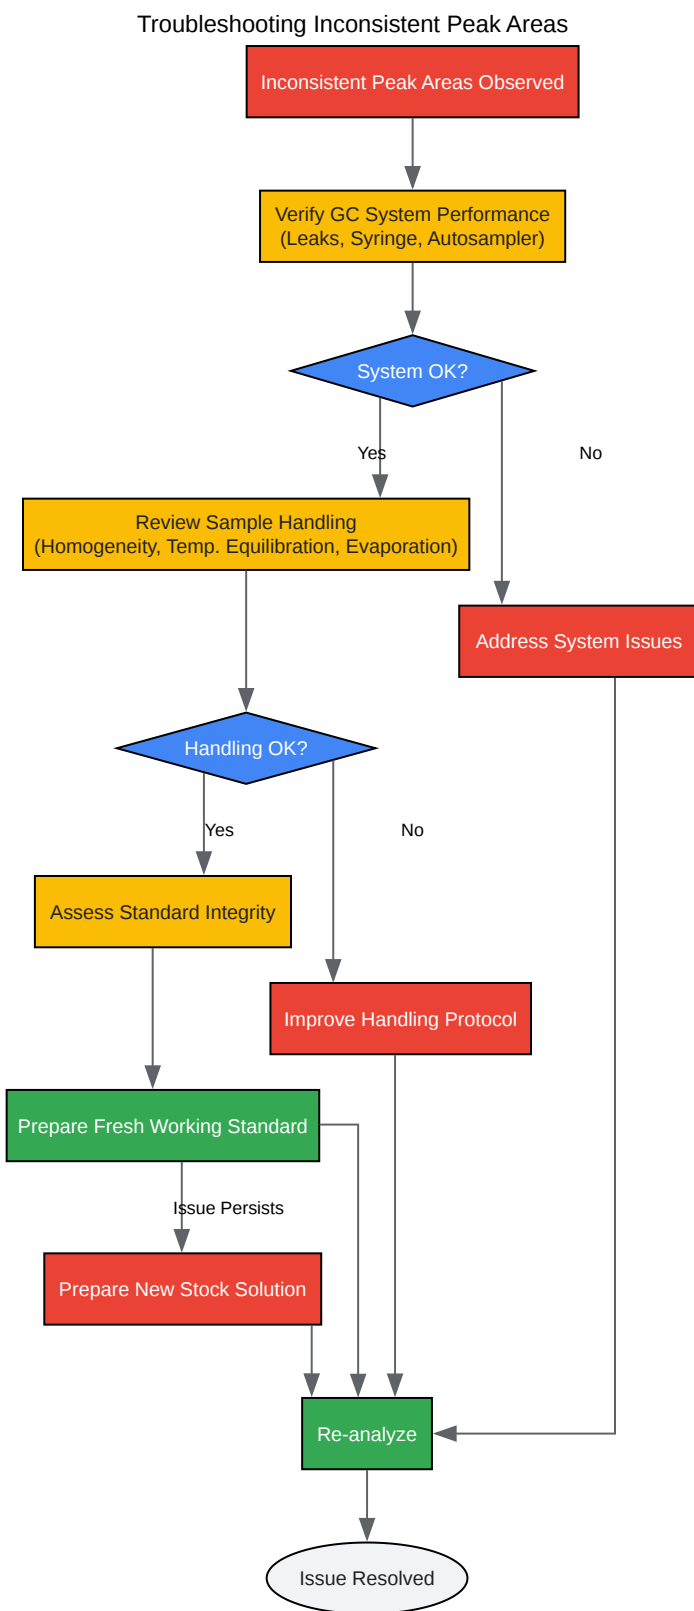 Troubleshooting Inconsistent Peak Areas
Inconsistent Peak Areas Observed
Verify GC System Performance
(Leaks, Syringe, Autosampler)
System OK?
Yes
No
Review Sample Handling
(Homogeneity, Temp. Equilibration, Evaporation)
Address System Issues
Handling OK?
Yes
No
Assess Standard Integrity
Improve Handling Protocol
Prepare Fresh Working Standard
Issue Persists
Prepare New Stock Solution
Re-analyze
Issue Resolved